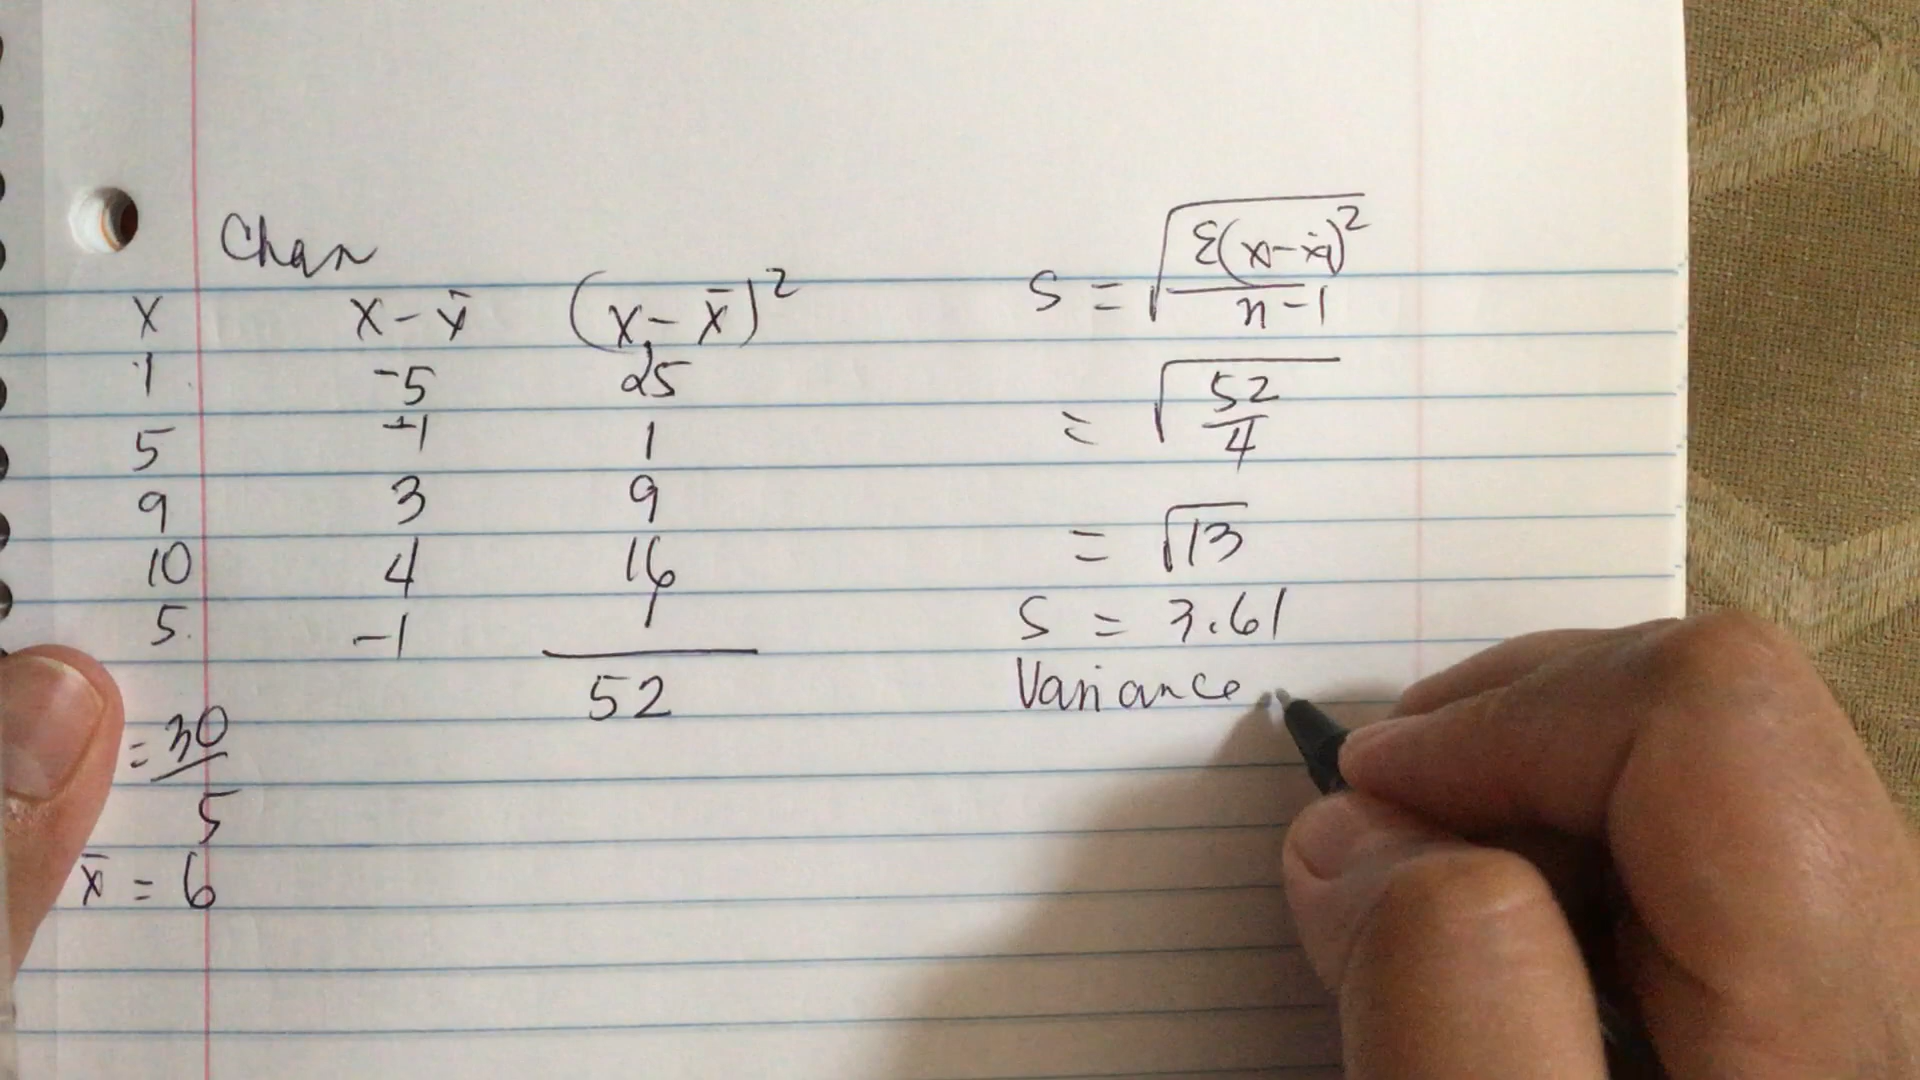 Chan
x x-x̄ (x-x̄)²
1 -5 25
5 -1 1
9 3 9
10 4 16
5 -1 1
52
= 30/5
x̄ = 6
S = √(Σ(x-x̄)²/(n-1))
= √(52/4)
= √13
S = 3.61
Variance